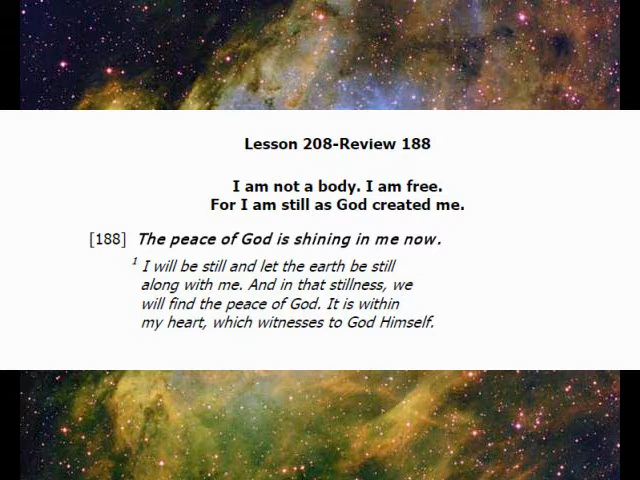 Lesson 208-Review 188
I am not a body. I am free.
For I am still as God created me.
[188] The peace of God is shining in me now.
1 I will be still and let the earth be still
along with me. And in that stillness, we
will find the peace of God. It is within
my heart, which witnesses to God Himself.